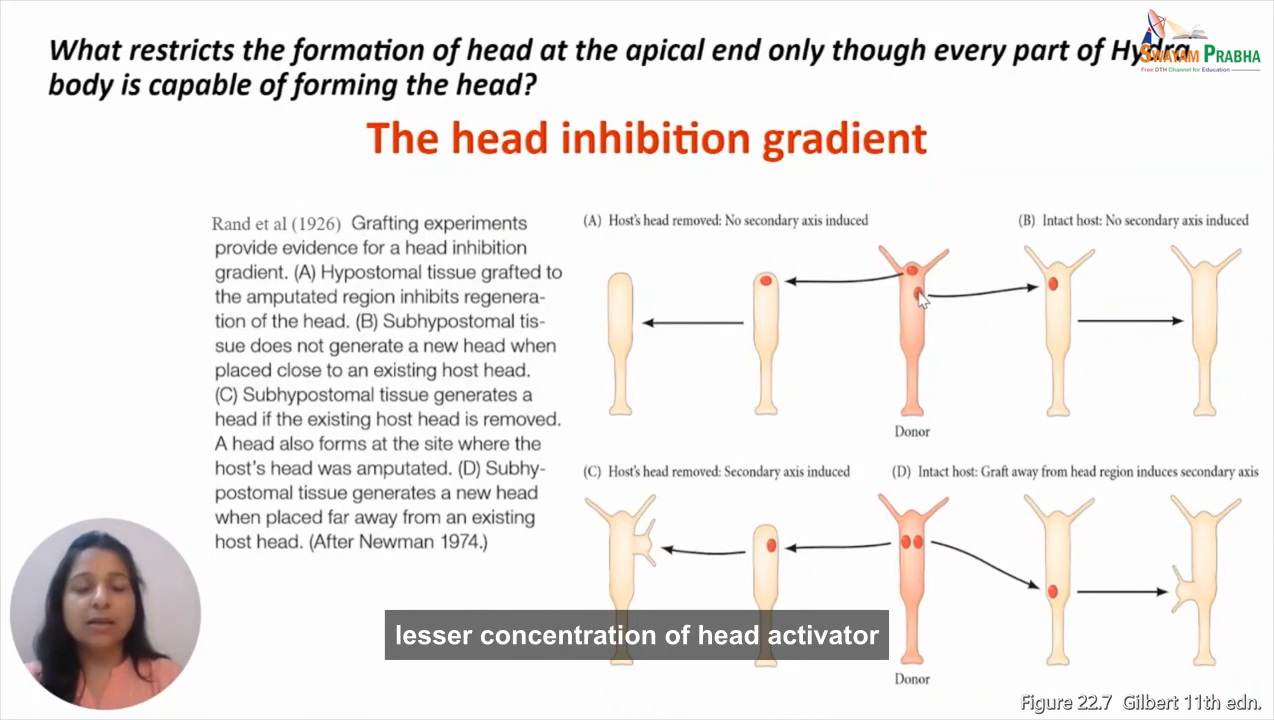 What restricts the formation of head at the apical end only though every part of Hydra
body is capable of forming the head?
SWAYAM PRABHA
Free DTH Channel for Education
The head inhibition gradient
Rand et al (1926) Grafting experiments
provide evidence for a head inhibition
gradient. (A) Hypostomal tissue grafted to
the amputated region inhibits regenera-
tion of the head. (B) Subhypostomal tis-
sue does not generate a new head when
placed close to an existing host head.
(C) Subhypostomal tissue generates a
head if the existing host head is removed.
A head also forms at the site where the
host's head was amputated. (D) Subhy-
postomal tissue generates a new head
when placed far away from an existing
host head. (After Newman 1974.)
(A) Host's head removed: No secondary axis induced
(B) Intact host: No secondary axis induced
Donor
(C) Host's head removed: Secondary axis induced
(D) Intact host: Graft away from head region induces secondary axis
Donor
lesser concentration of head activator
Figure 22.7 Gilbert 11th edn.